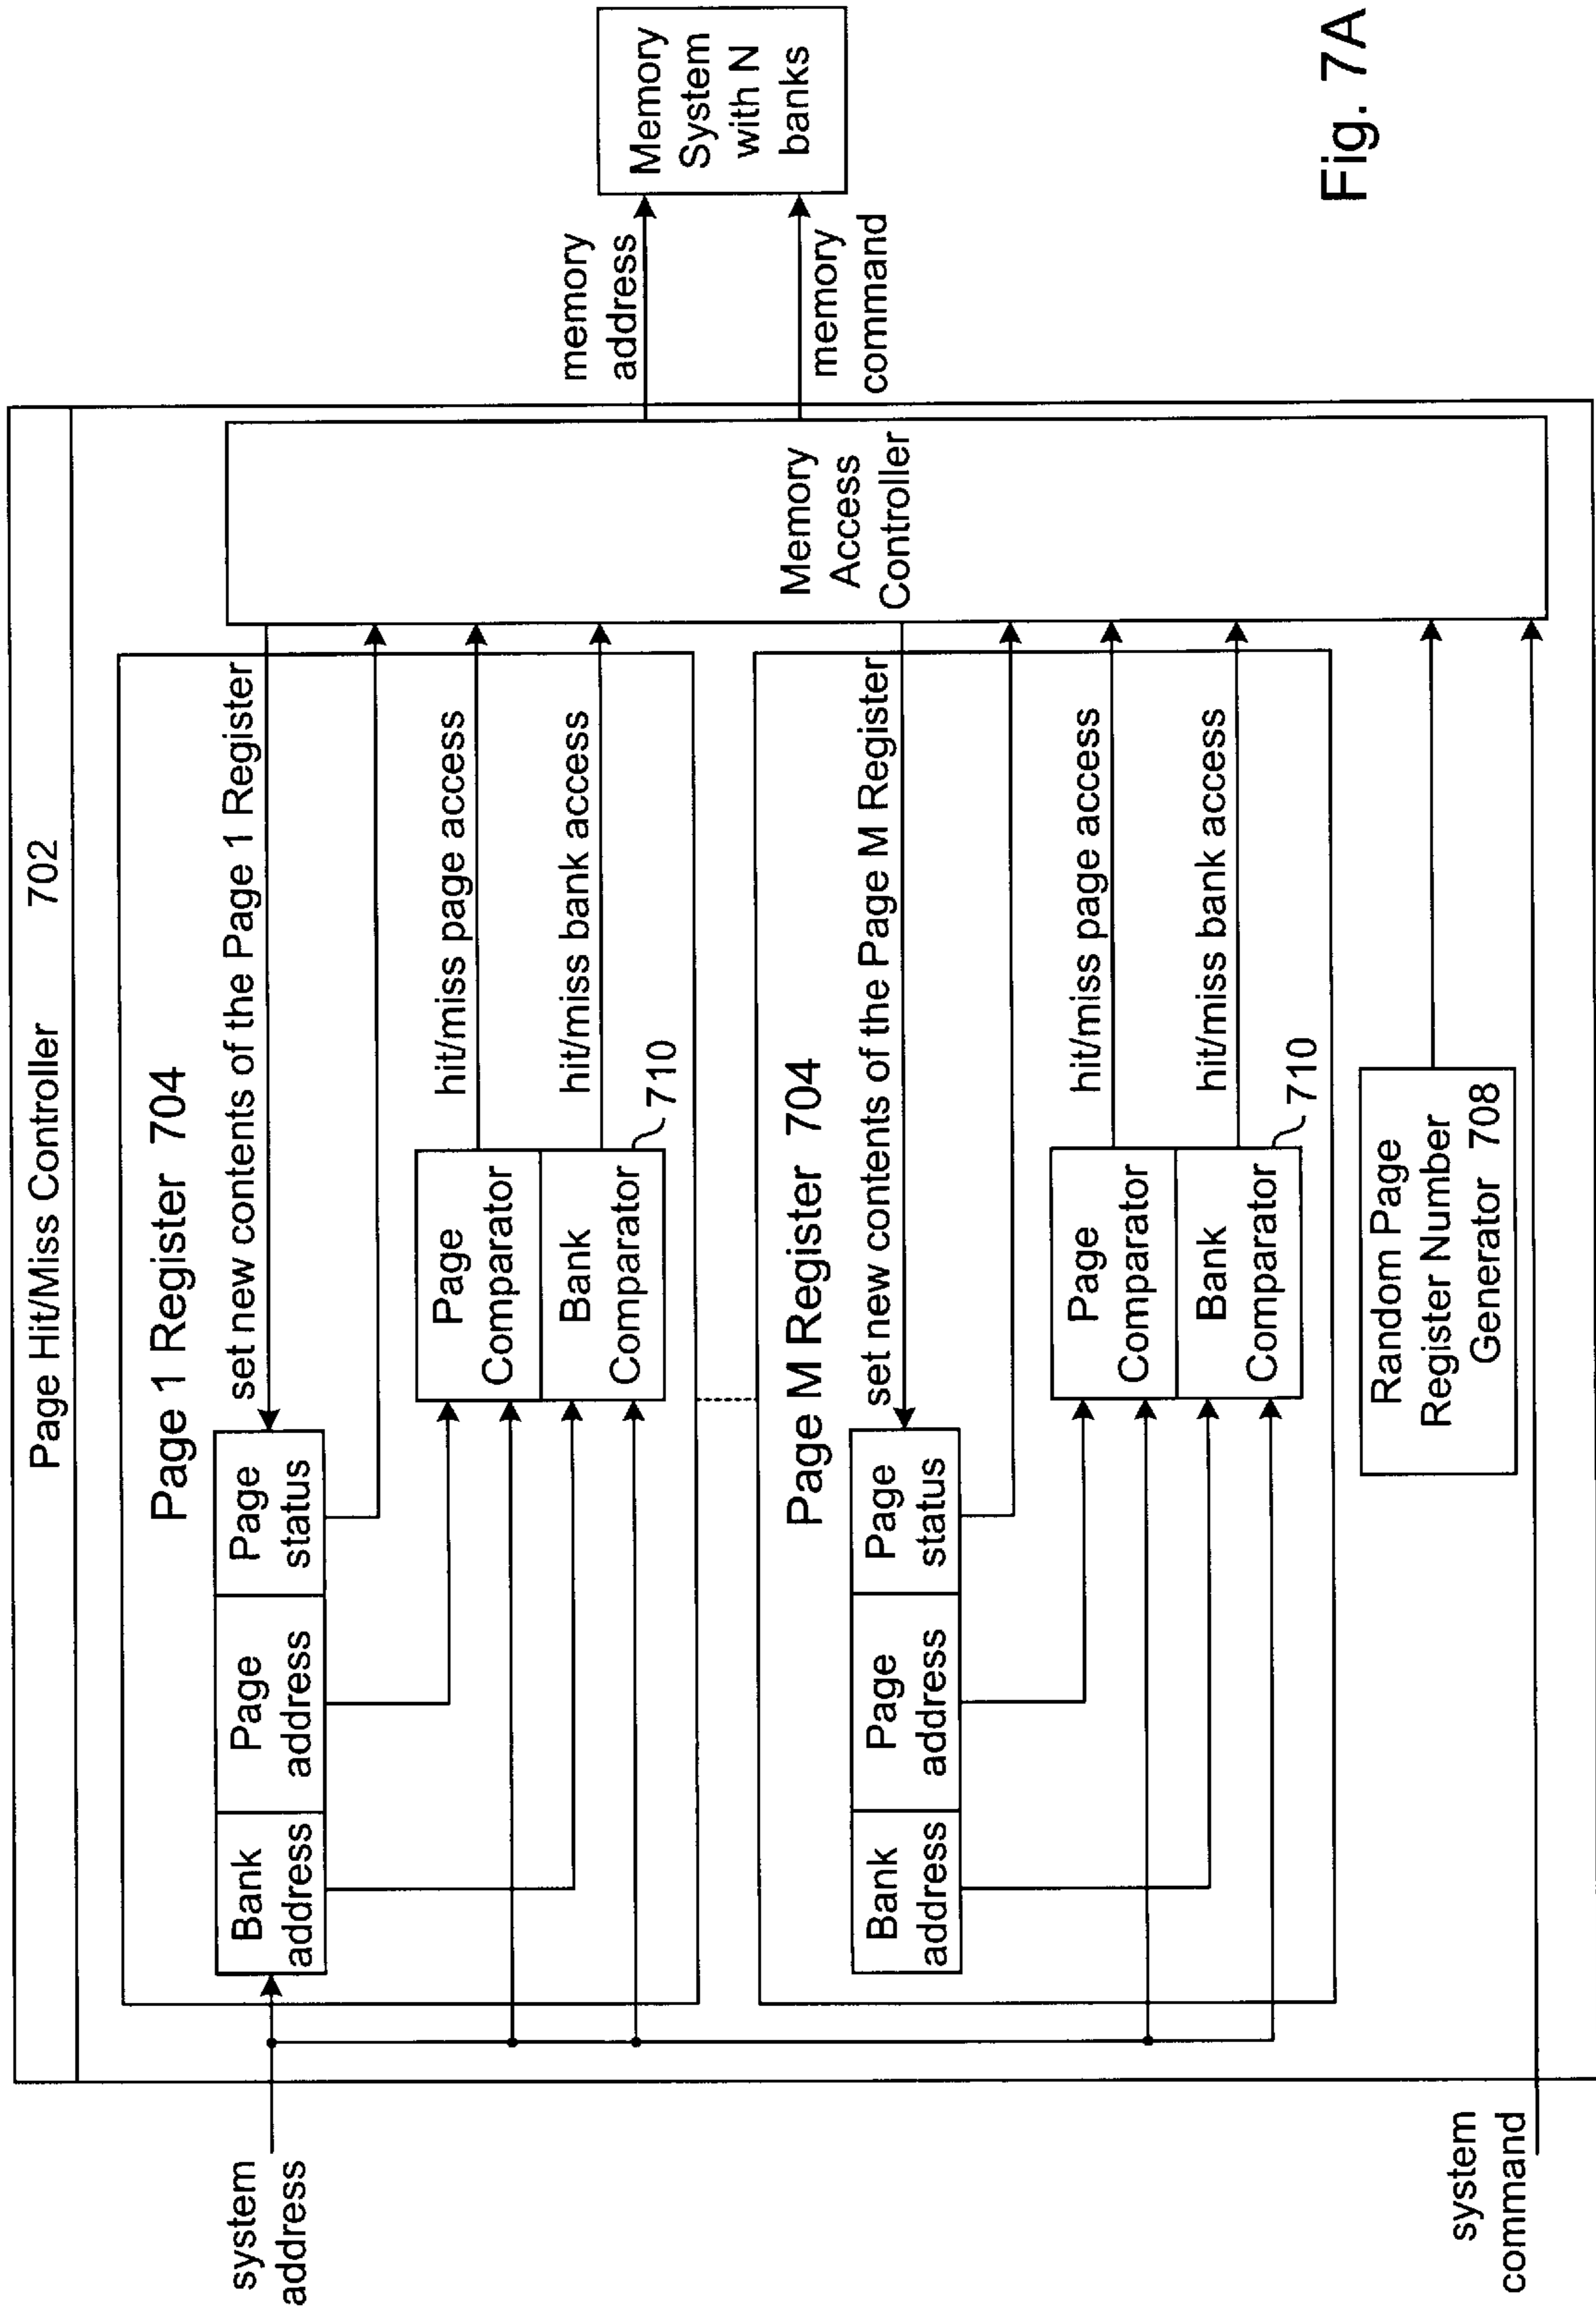 Page Hit/Miss Controller 702
system
address
Page 1 Register 704
Bank
address
Page
address
Page
status
set new contents of the Page 1 Register
Page
Comparator
Bank
Comparator
710
hit/miss page access
hit/miss bank access
Page M Register 704
Bank
address
Page
address
Page
status
set new contents of the Page M Register
Page
Comparator
Bank
Comparator
710
hit/miss page access
hit/miss bank access
Random Page
Register Number
Generator 708
system
command
Memory
Access
Controller
memory
address
memory
command
Memory
System
with N
banks
Fig. 7A